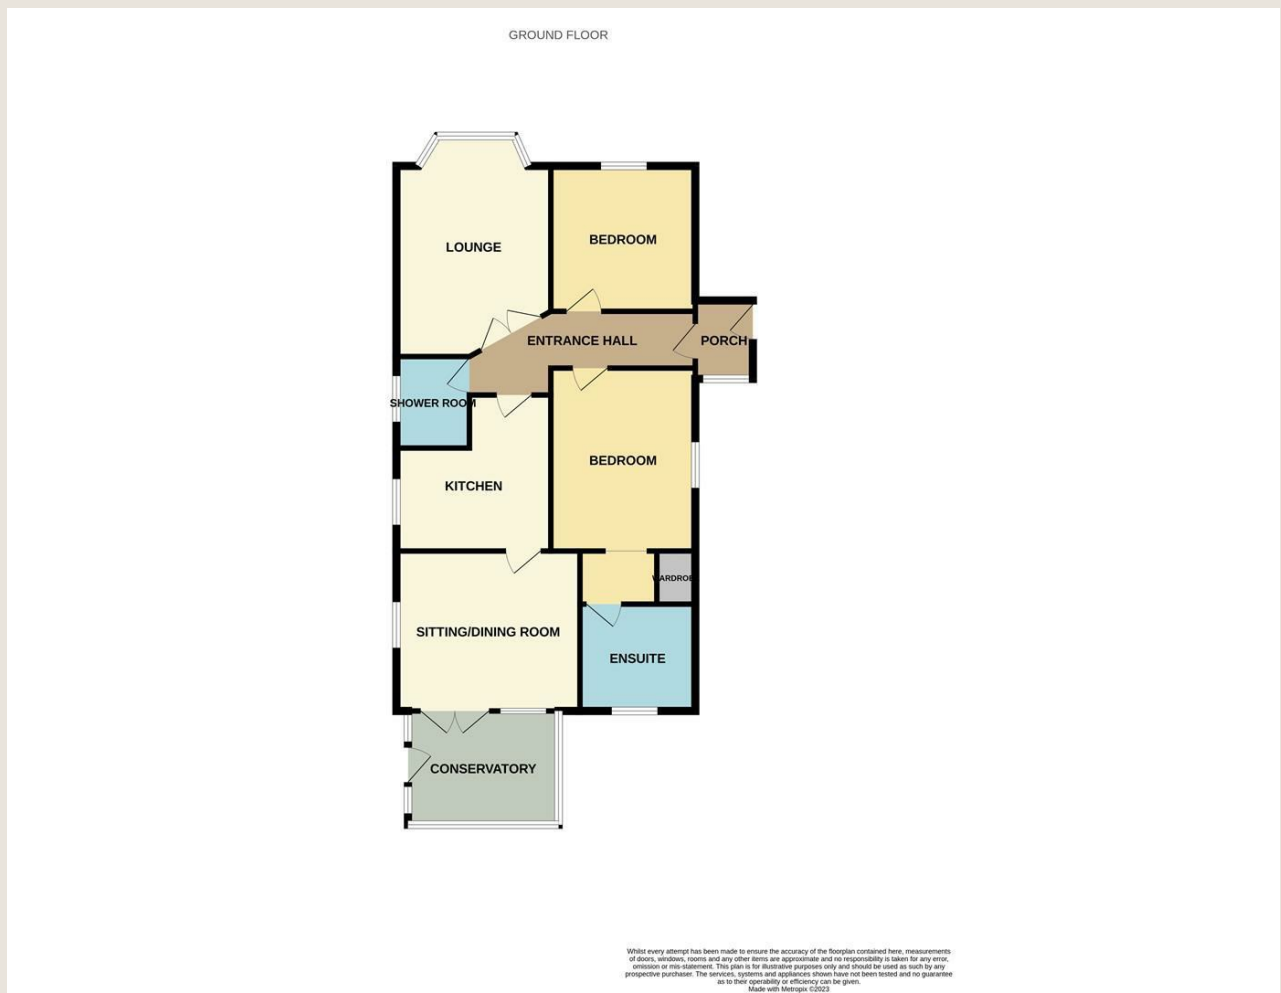 GROUND FLOOR
LOUNGE
BEDROOM
ENTRANCE HALL
PORCH
SHOWER ROOM
BEDROOM
KITCHEN
WARDROBE
SITTING/DINING ROOM
ENSUITE
CONSERVATORY
Whilst every attempt has been made to ensure the accuracy of the floorplan contained here, measurements
of doors, windows, rooms and any other items are approximate and no responsibility is taken for any error,
omission or mis-statement. This plan is for illustrative purposes only and should be used as such by any
prospective purchaser. The services, systems and appliances shown have not been tested and no guarantee
as to their operability or efficiency can be given.
Made with Metropix ©2023